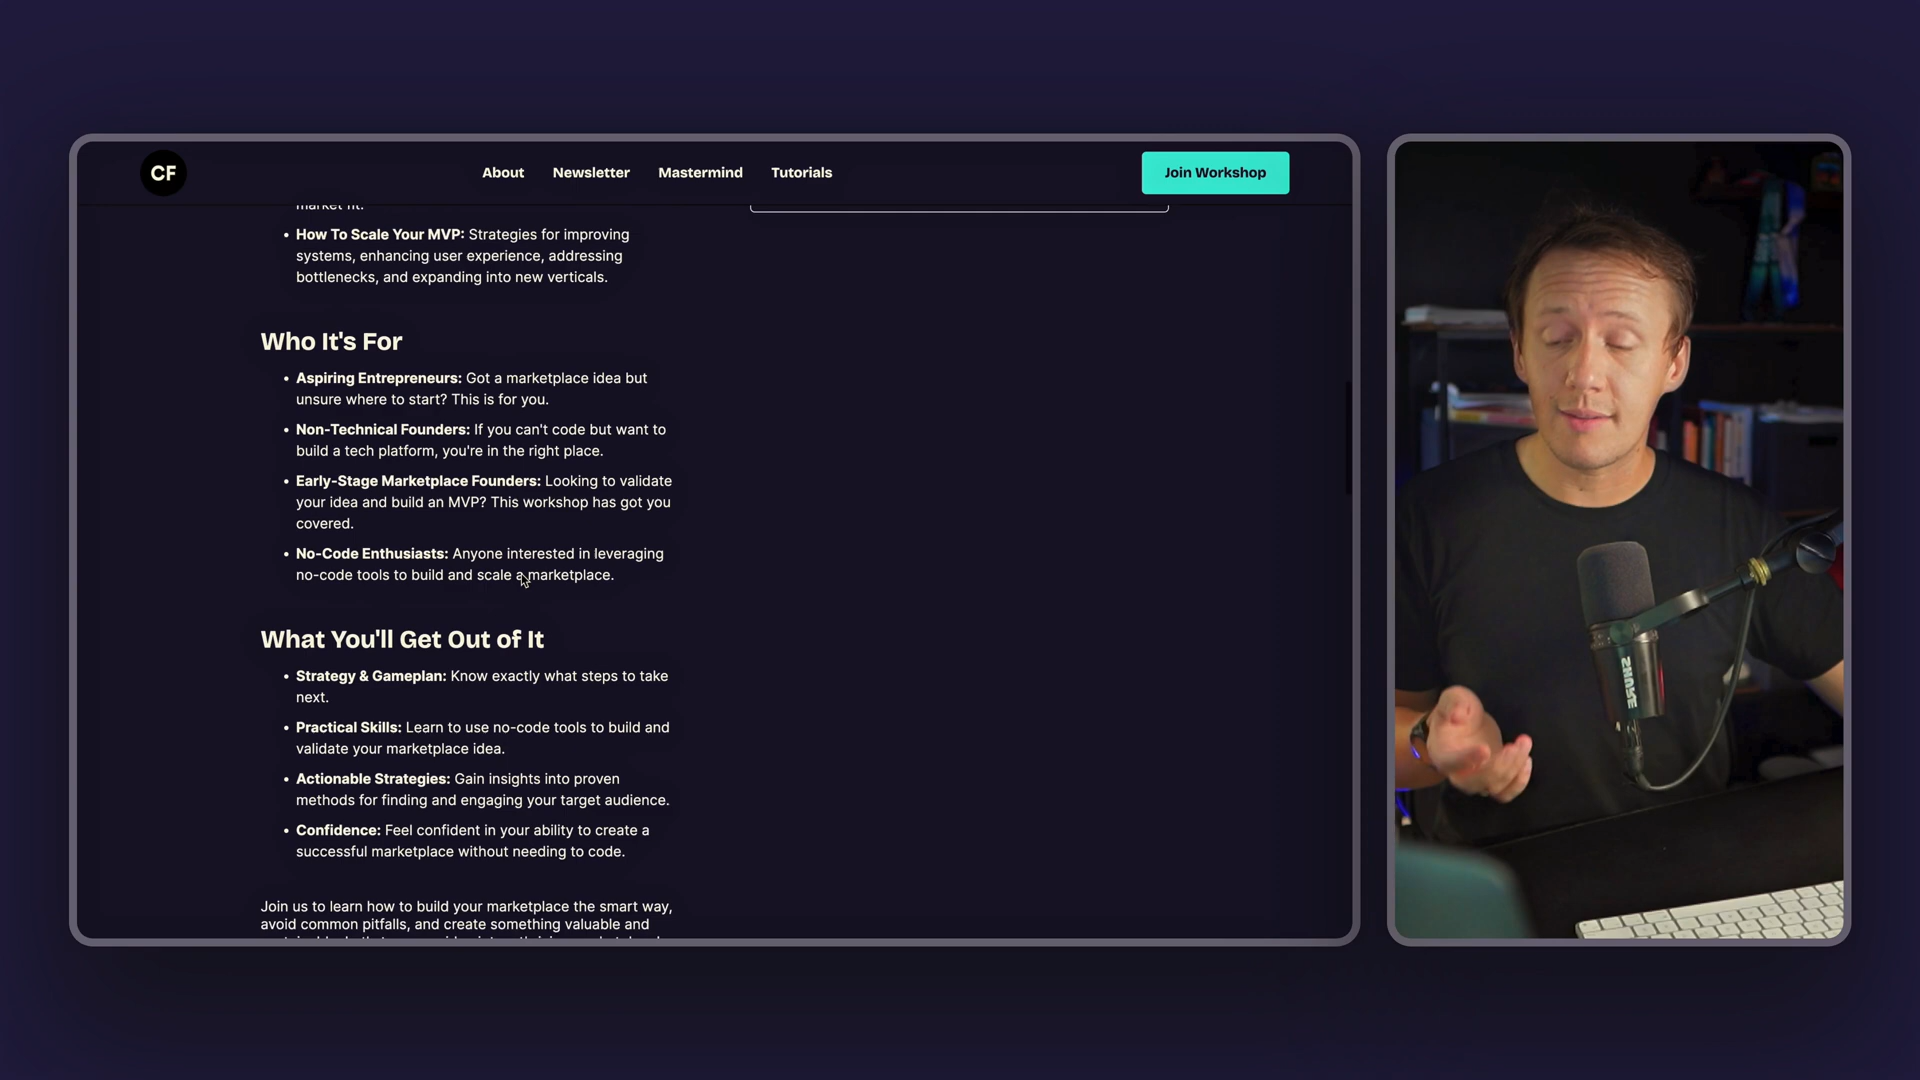 CF
About
Newsletter
Mastermind
Tutorials
Join Workshop
market fit.
• How To Scale Your MVP: Strategies for improving
systems, enhancing user experience, addressing
bottlenecks, and expanding into new verticals.
Who It's For
• Aspiring Entrepreneurs: Got a marketplace idea but
unsure where to start? This is for you.
• Non-Technical Founders: If you can't code but want to
build a tech platform, you're in the right place.
• Early-Stage Marketplace Founders: Looking to validate
your idea and build an MVP? This workshop has got you
covered.
• No-Code Enthusiasts: Anyone interested in leveraging
no-code tools to build and scale a marketplace.
What You'll Get Out of It
• Strategy & Gameplan: Know exactly what steps to take
next.
• Practical Skills: Learn to use no-code tools to build and
validate your marketplace idea.
• Actionable Strategies: Gain insights into proven
methods for finding and engaging your target audience.
• Confidence: Feel confident in your ability to create a
successful marketplace without needing to code.
Join us to learn how to build your marketplace the smart way,
avoid common pitfalls, and create something valuable and
SHURE